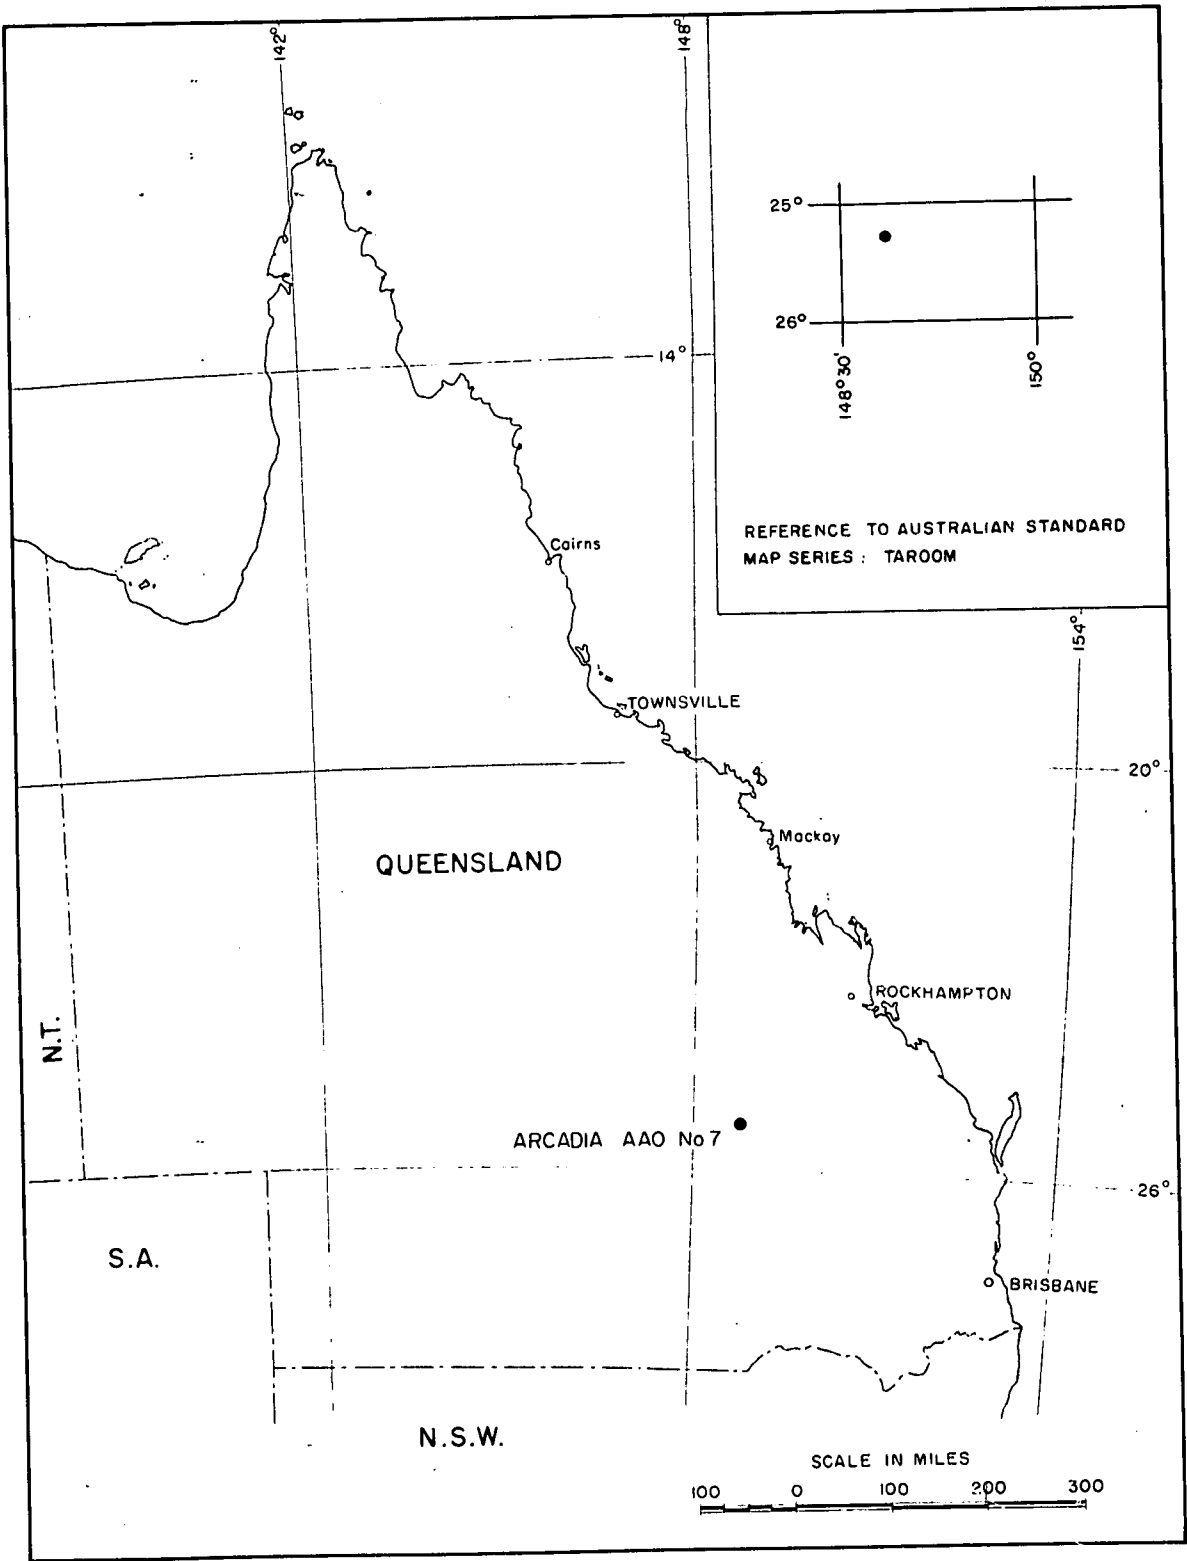 142°
148°
25°
26°
148°30'
150°
14°
REFERENCE TO AUSTRALIAN STANDARD
MAP SERIES : TAROOM
Cairns
154°
TOWNSVILLE
20°
Mackay
QUEENSLAND
ROCKHAMPTON
N.T.
ARCADIA AAO No 7
26°
S.A.
BRISBANE
N.S.W.
SCALE IN MILES
100 0 100 200 300